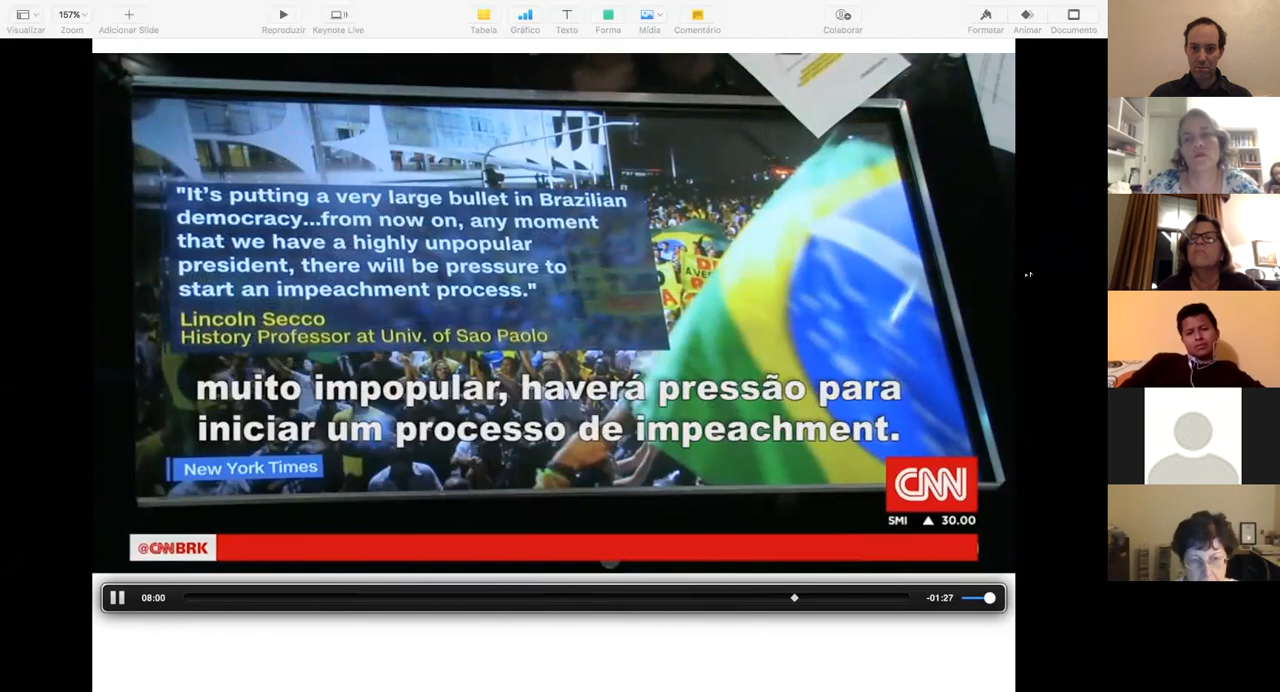 157%
Visualizar
Zoom
Adicionar Slide
Reproduzir
Keynote Live
Tabela
Gráfico
Texto
Forma
Mídia
Comentário
Colaborar
Formatar
Animar
Documento
"It's putting a very large bullet in Brazilian
democracy...from now on, any moment
that we have a highly unpopular
president, there will be pressure to
start an impeachment process."
Lincoln Secco
History Professor at Univ. of Sao Paolo
muito impopular, haverá pressão para
iniciar um processo de impeachment.
New York Times
CNN
SMI ▲ 30.00
@CNNBRK
08:00
-01:27